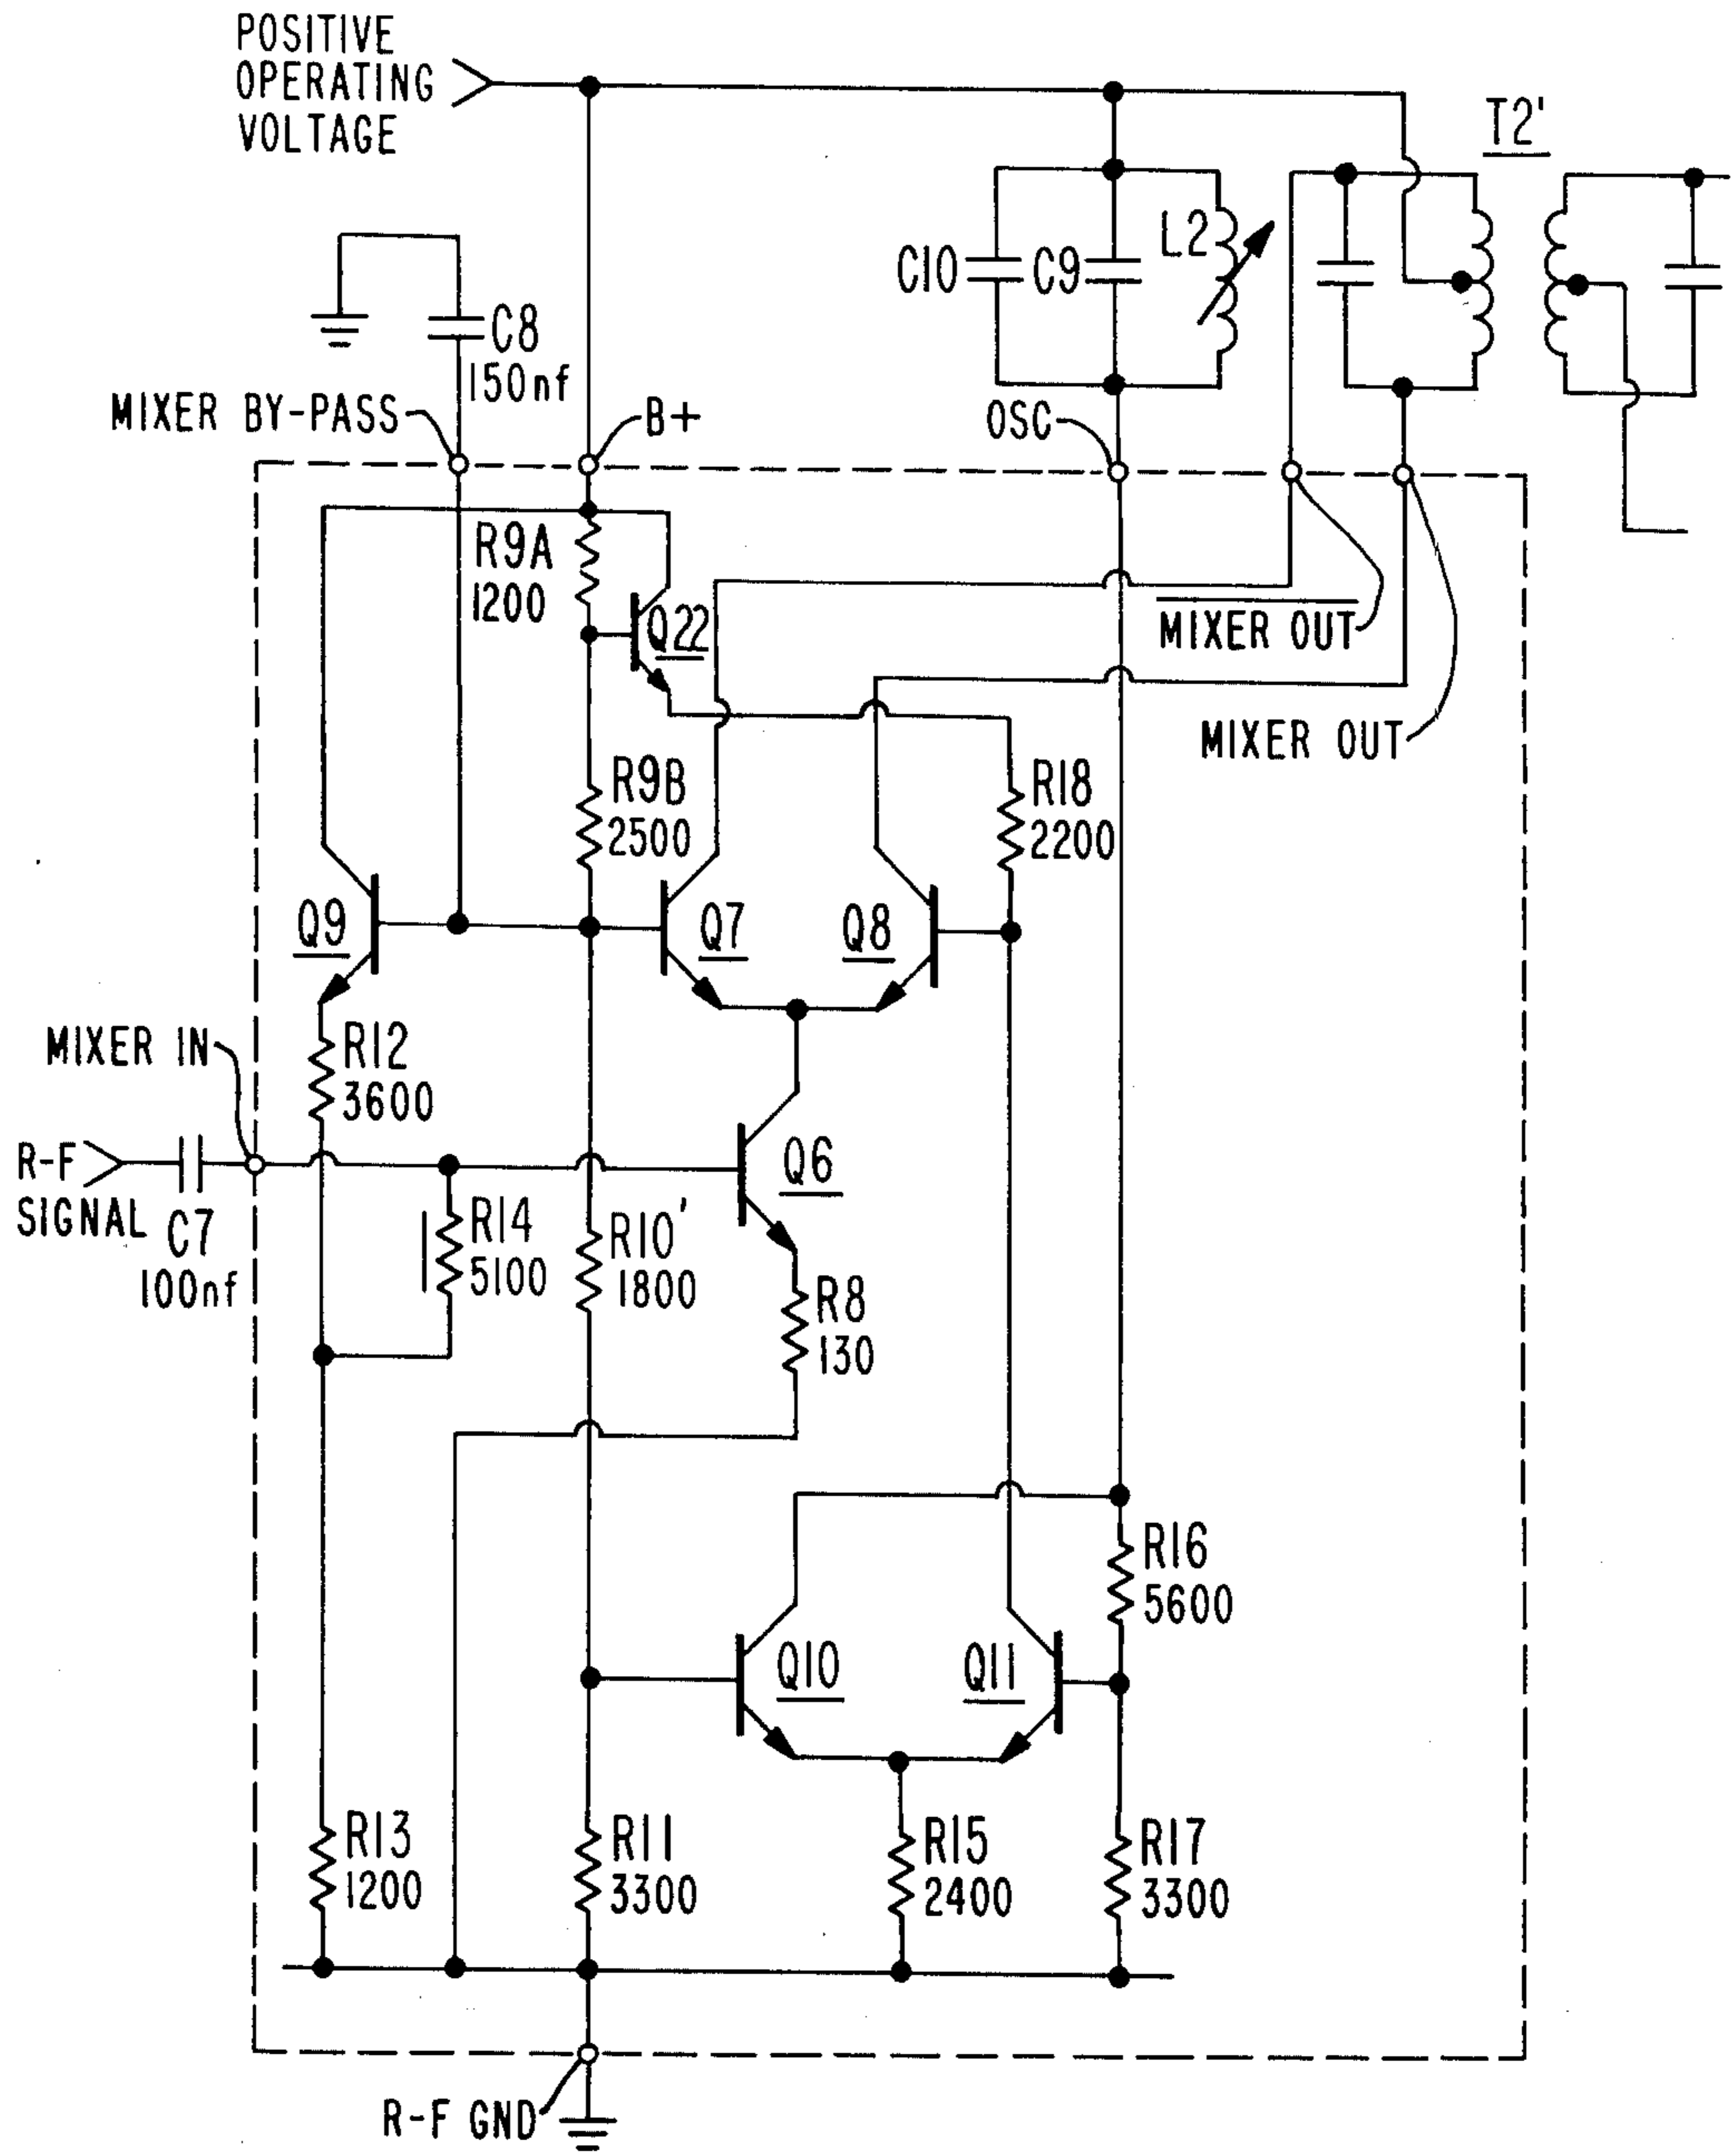 POSITIVE
OPERATING
VOLTAGE
T2'
C10
C9
L2
C8
150nf
MIXER BY-PASS
B+
OSC
R9A
1200
Q22
MIXER OUT
MIXER OUT
R9B
2500
R18
2200
Q9
Q7
Q8
MIXER IN
R12
3600
R-F
SIGNAL
C7
100nf
R14
5100
R10'
1800
Q6
R8
130
R16
5600
Q10
Q11
R13
1200
R11
3300
R15
2400
R17
3300
R-F GND